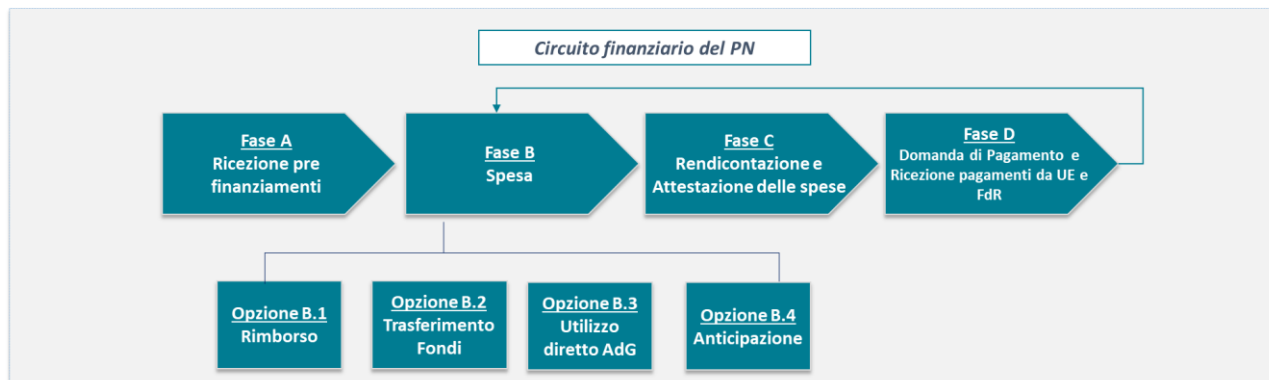 Circuito finanziario del PN
Fase A
Ricezione pre
finanziamenti
Fase B
Spesa
Fase C
Rendicontazione e
Attestazione delle spese
Fase D
Domanda di Pagamento e
Ricezione pagamenti da UE e
FdR
Opzione B.1
Rimborso
Opzione B.2
Trasferimento
Fondi
Opzione B.3
Utilizzo
diretto AdG
Opzione B.4
Anticipazione